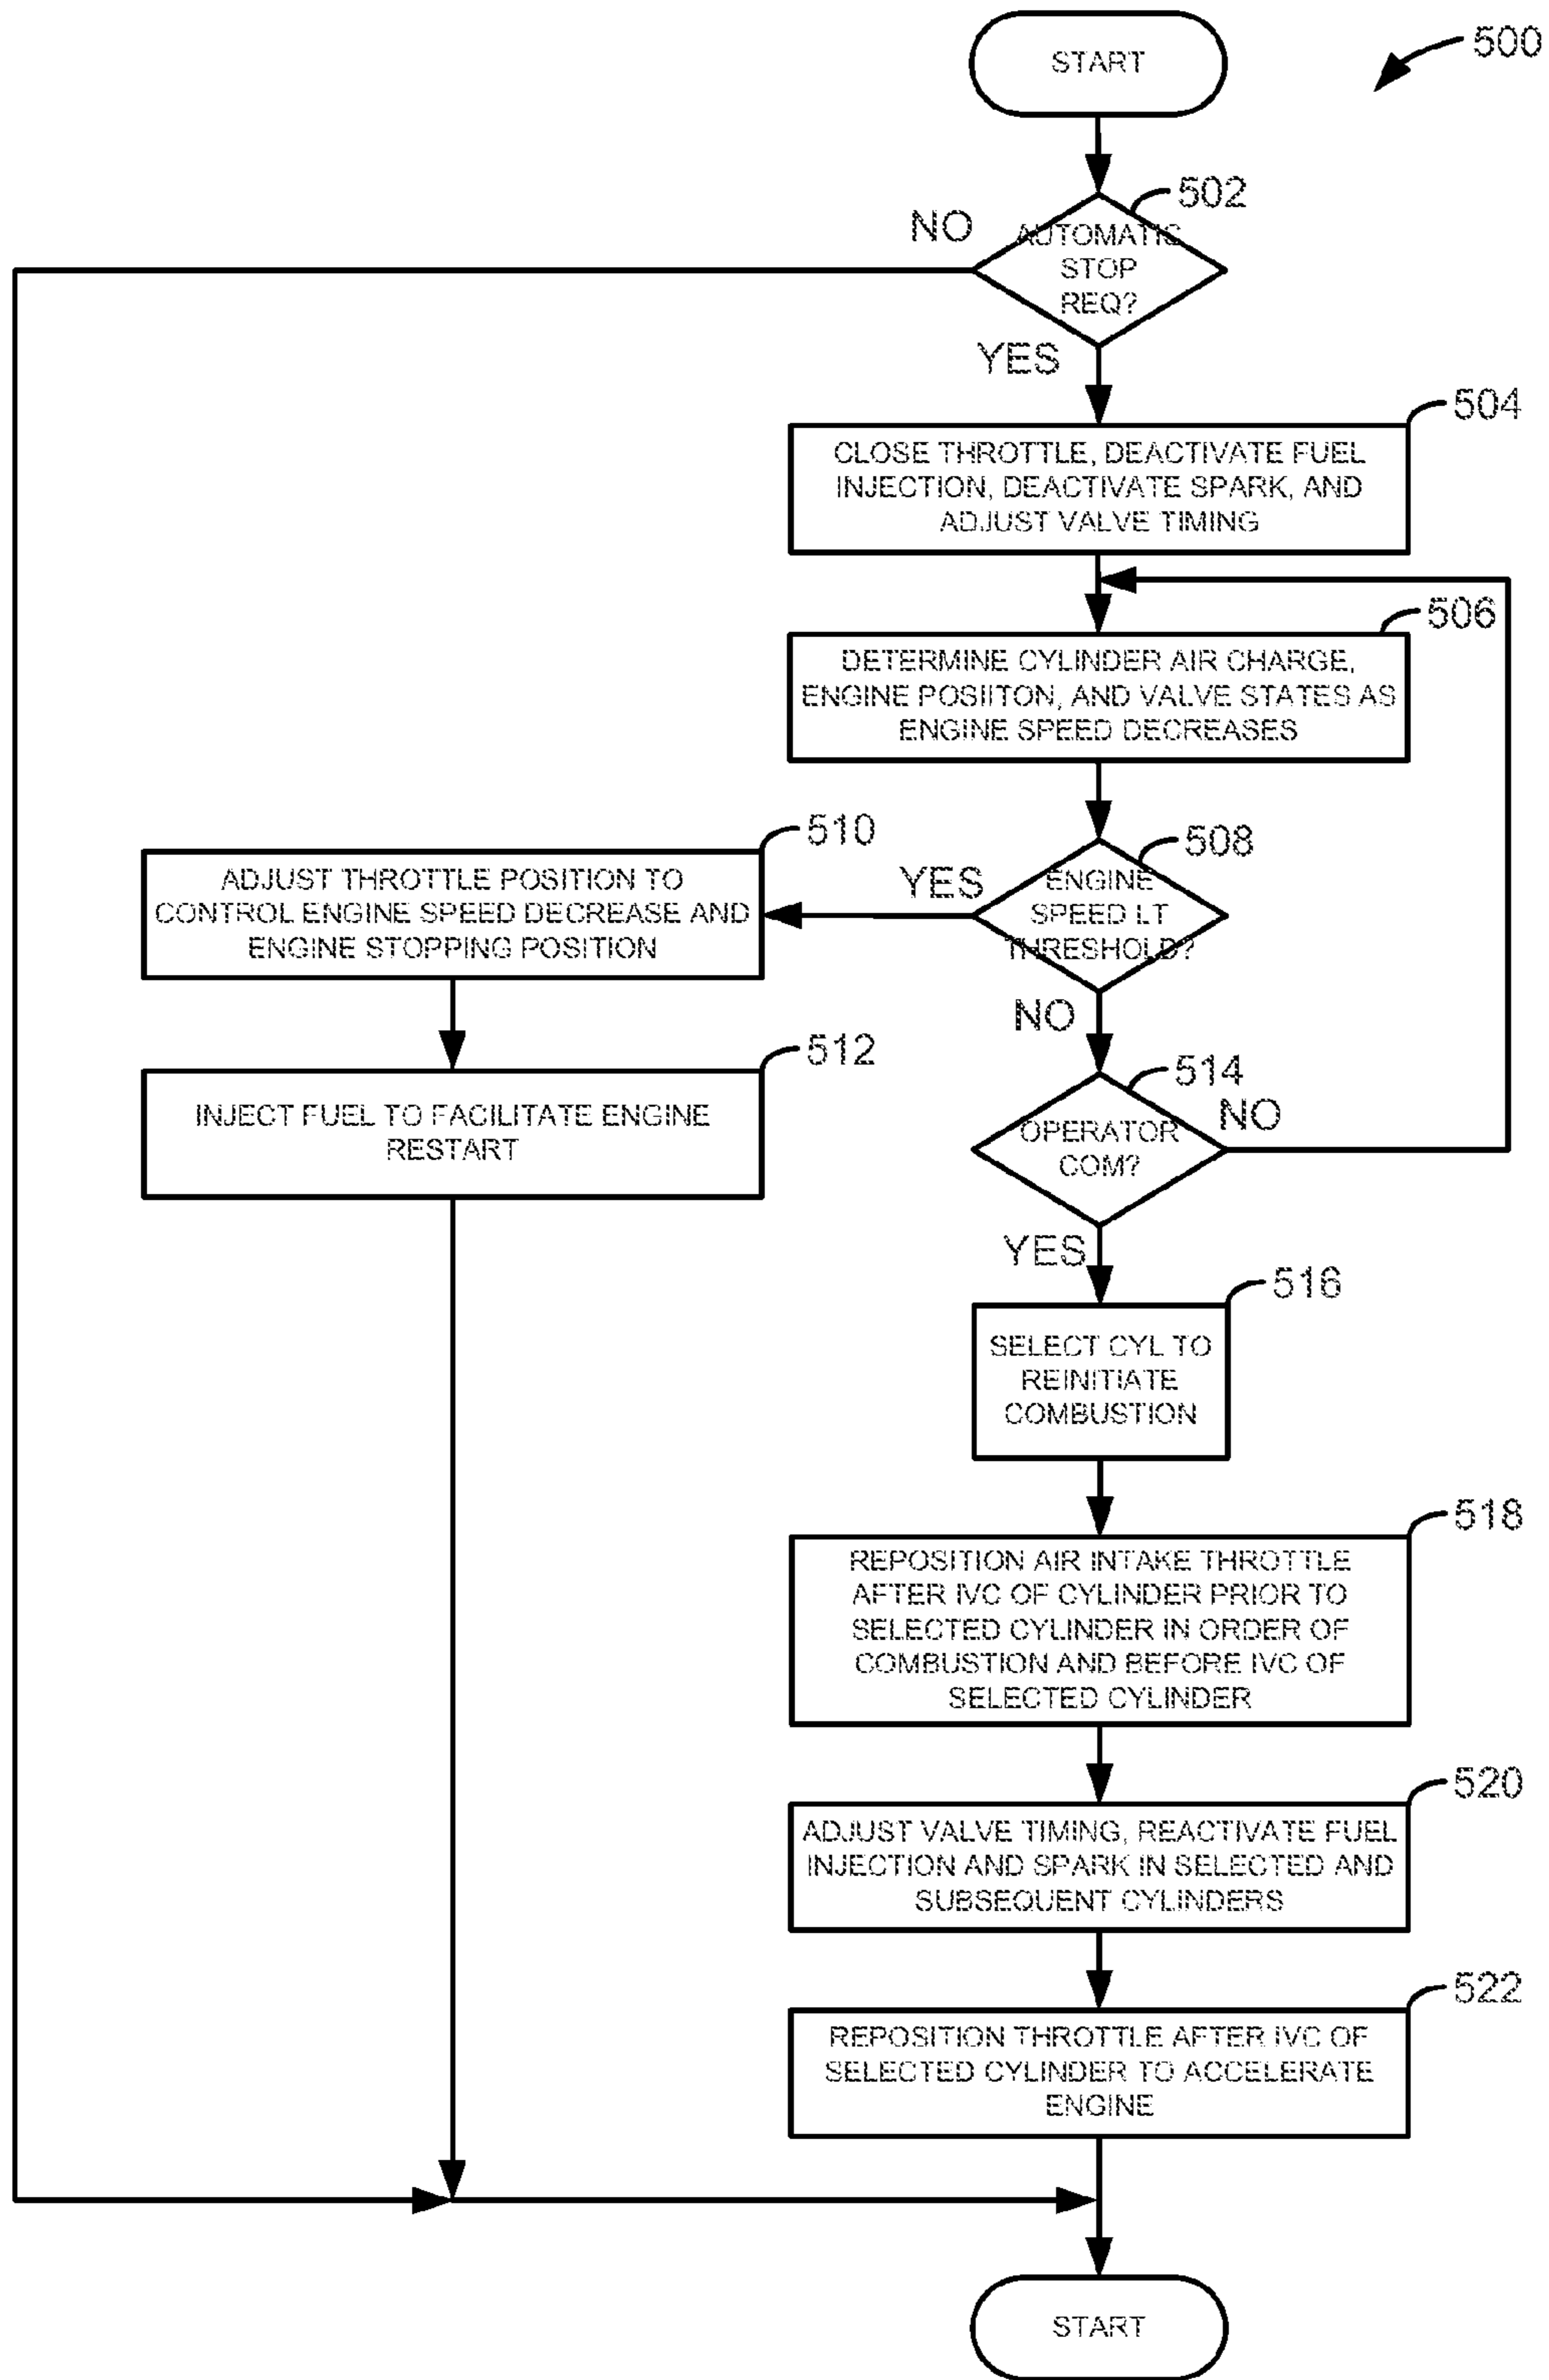 START
500
502
NO
AUTOMATIC
STOP
REQ?
YES
504
CLOSE THROTTLE, DEACTIVATE FUEL
INJECTION, DEACTIVATE SPARK, AND
ADJUST VALVE TIMING
506
DETERMINE CYLINDER AIR CHARGE,
ENGINE POSIITON, AND VALVE STATES AS
ENGINE SPEED DECREASES
508
YES
ENGINE
SPEED LT
THRESHOLD?
NO
510
ADJUST THROTTLE POSITION TO
CONTROL ENGINE SPEED DECREASE AND
ENGINE STOPPING POSITION
512
INJECT FUEL TO FACILITATE ENGINE
RESTART
514
NO
OPERATOR
COM?
YES
516
SELECT CYL TO
REINITIATE
COMBUSTION
518
REPOSITION AIR INTAKE THROTTLE
AFTER IVC OF CYLINDER PRIOR TO
SELECTED CYLINDER IN ORDER OF
COMBUSTION AND BEFORE IVC OF
SELECTED CYLINDER
520
ADJUST VALVE TIMING, REACTIVATE FUEL
INJECTION AND SPARK IN SELECTED AND
SUBSEQUENT CYLINDERS
522
REPOSITION THROTTLE AFTER IVC OF
SELECTED CYLINDER TO ACCELERATE
ENGINE
START